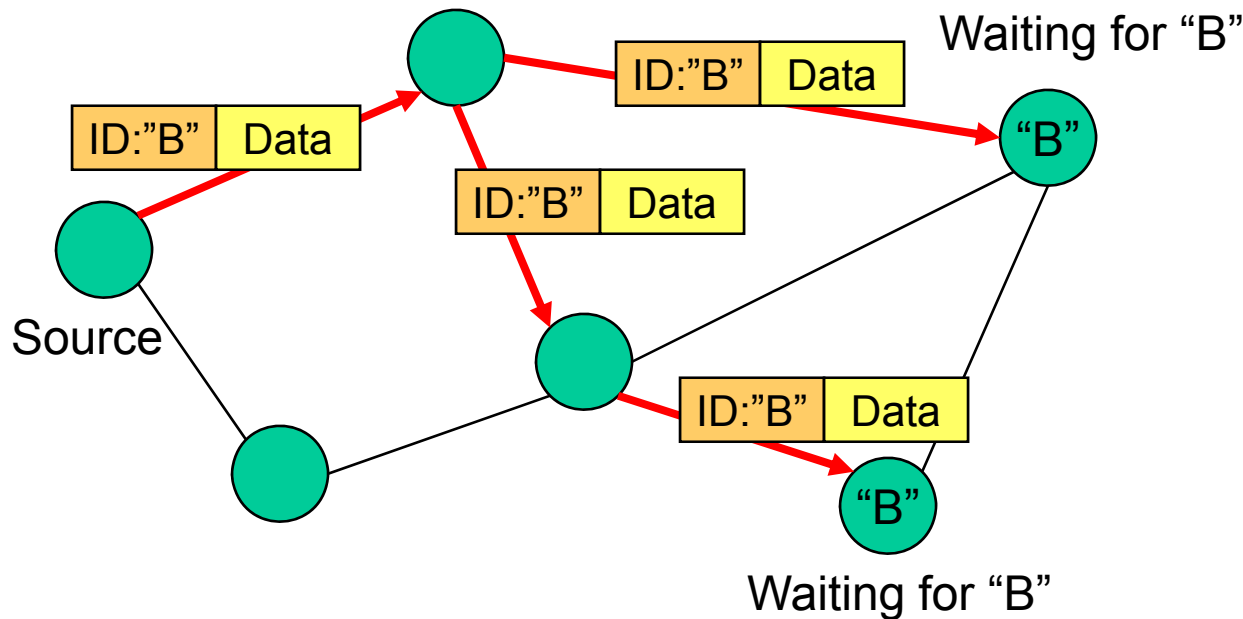 Waiting for “B”
ID:”B” Data
ID:”B” Data
“B”
ID:”B” Data
Source
ID:”B” Data
“B”
Waiting for “B”